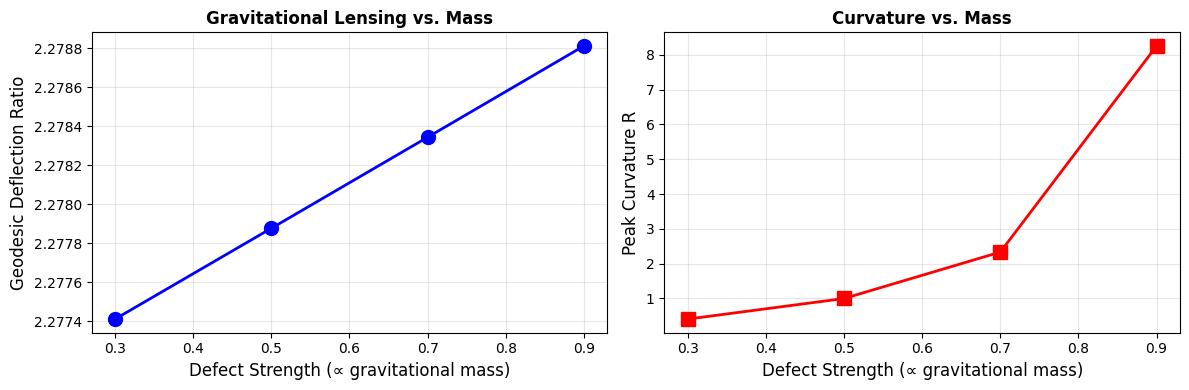 Gravitational Lensing vs. Mass
Geodesic Deflection Ratio
2.2788
2.2786
2.2784
2.2782
2.2780
2.2778
2.2776
2.2774
0.3 0.4 0.5 0.6 0.7 0.8 0.9
Defect Strength (∝ gravitational mass)
Curvature vs. Mass
Peak Curvature R
8
7
6
5
4
3
2
1
0.3 0.4 0.5 0.6 0.7 0.8 0.9
Defect Strength (∝ gravitational mass)